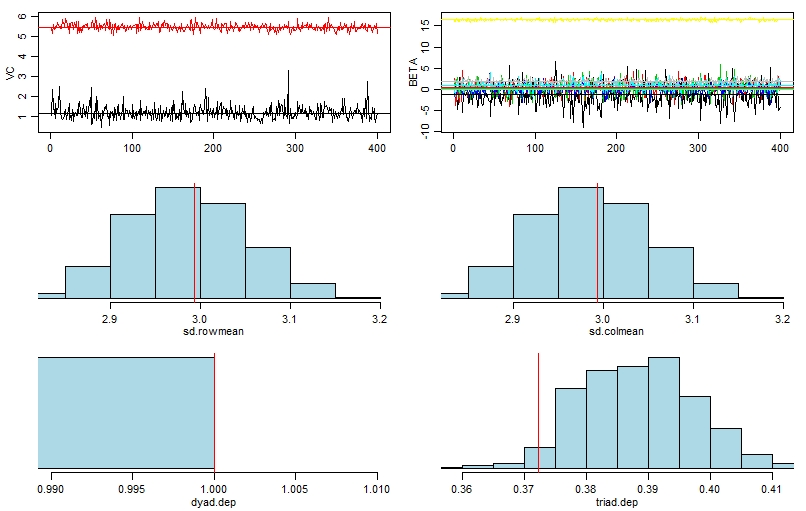 VC
6
5
4
3
2
1
0 100 200 300 400
BETA
15
10
5
0
-5
-10
0 100 200 300 400
2.9 3.0 3.1 3.2
sd.rowmean
2.9 3.0 3.1 3.2
sd.colmean
0.990 0.995 1.000 1.005 1.010
dyad.dep
0.36 0.37 0.38 0.39 0.40 0.41
triad.dep